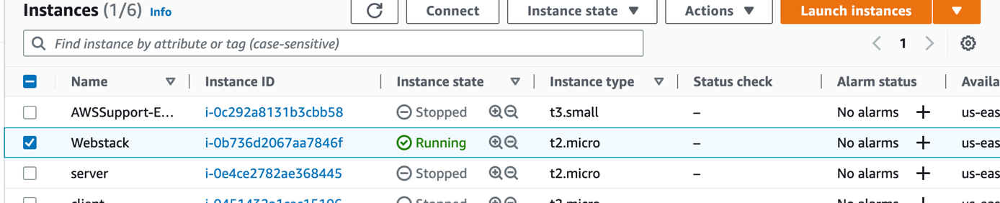 Instances (1/6) Info Connect Instance state Actions Launch instances
Find instance by attribute or tag (case-sensitive) 1
Name Instance ID Instance state Instance type Status check Alarm status Availa
AWSSupport-E... i-0c292a8131b3cbb58 Stopped t3.small – No alarms + us-eas
Webstack i-0b736d2067aa7846f Running t2.micro – No alarms + us-eas
server i-0e4ce2782ae368445 Stopped t2.micro – No alarms + us-eas
client Stopped t2.micro No alarms us-eas